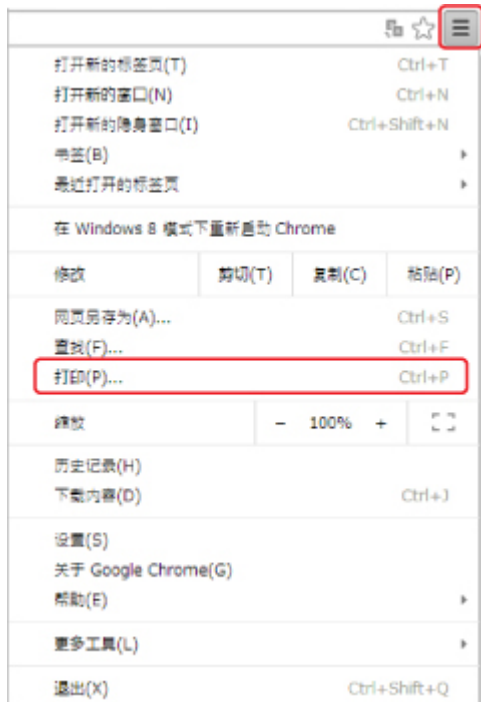 打开新的标签页(T) Ctrl+T
打开新的窗口(N) Ctrl+N
打开新的隐身窗口(I) Ctrl+Shift+N
书签(B)
最近打开的标签页
在 Windows 8 模式下重新启动 Chrome
修改 剪切(T) 复制(C) 粘贴(P)
网页另存为(A)... Ctrl+S
查找(F)... Ctrl+F
打印(P)... Ctrl+P
缩放 - 100% +
历史记录(H)
下载内容(D) Ctrl+J
设置(S)
关于 Google Chrome(G)
帮助(E)
更多工具(L)
退出(X) Ctrl+Shift+Q